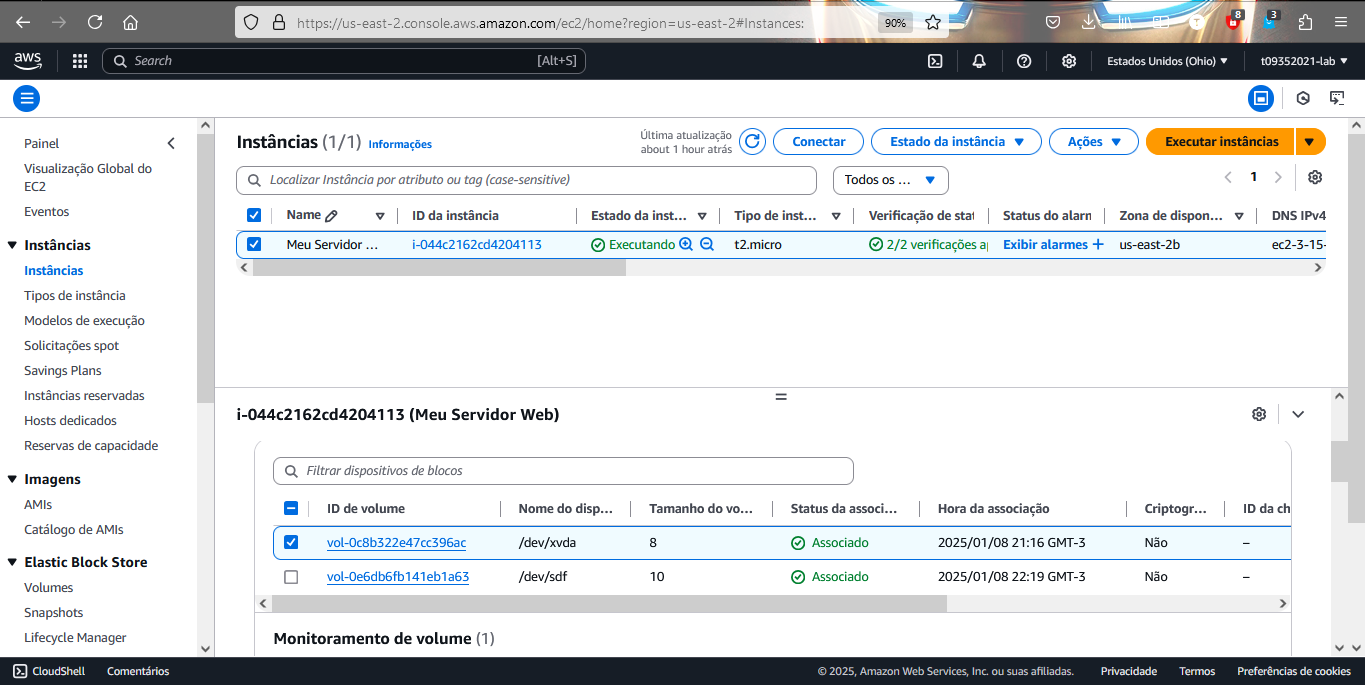 https://us-east-2.console.aws.amazon.com/ec2/home?region=us-east-2#Instances:
90%
8
3
aws
Search
[Alt+S]
Estados Unidos (Ohio)
t09352021-lab
Painel
Visualização Global do
EC2
Eventos
Instâncias
Instâncias
Tipos de instância
Modelos de execução
Solicitações spot
Savings Plans
Instâncias reservadas
Hosts dedicados
Reservas de capacidade
Imagens
AMIs
Catálogo de AMIs
Elastic Block Store
Volumes
Snapshots
Lifecycle Manager
Instâncias (1/1) Informações
Última atualização
about 1 hour atrás
Conectar
Estado da instância
Ações
Executar instâncias
Localizar Instância por atributo ou tag (case-sensitive)
Todos os ...
1
Name ID da instância Estado da inst... Tipo de inst... Verificação de stat Status do alarn Zona de dispon... DNS IPv4
Meu Servidor ... i-044c2162cd4204113 Executando t2.micro 2/2 verificações a Exibir alarmes + us-east-2b ec2-3-15-
i-044c2162cd4204113 (Meu Servidor Web)
Filtrar dispositivos de blocos
ID de volume Nome do disp... Tamanho do vo... Status da associ... Hora da associação Criptogr... ID da ch
vol-0c8b322e47cc396ac /dev/xvda 8 Associado 2025/01/08 21:16 GMT-3 Não –
vol-0e6db6fb141eb1a63 /dev/sdf 10 Associado 2025/01/08 22:19 GMT-3 Não –
Monitoramento de volume (1)
CloudShell Comentários © 2025, Amazon Web Services, Inc. ou suas afiliadas. Privacidade Termos Preferências de cookies